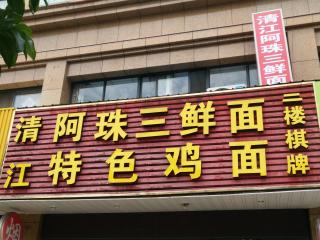 清江阿珠三鲜面
清 阿珠三鲜面
江 特色鸡面
二楼棋牌
烟